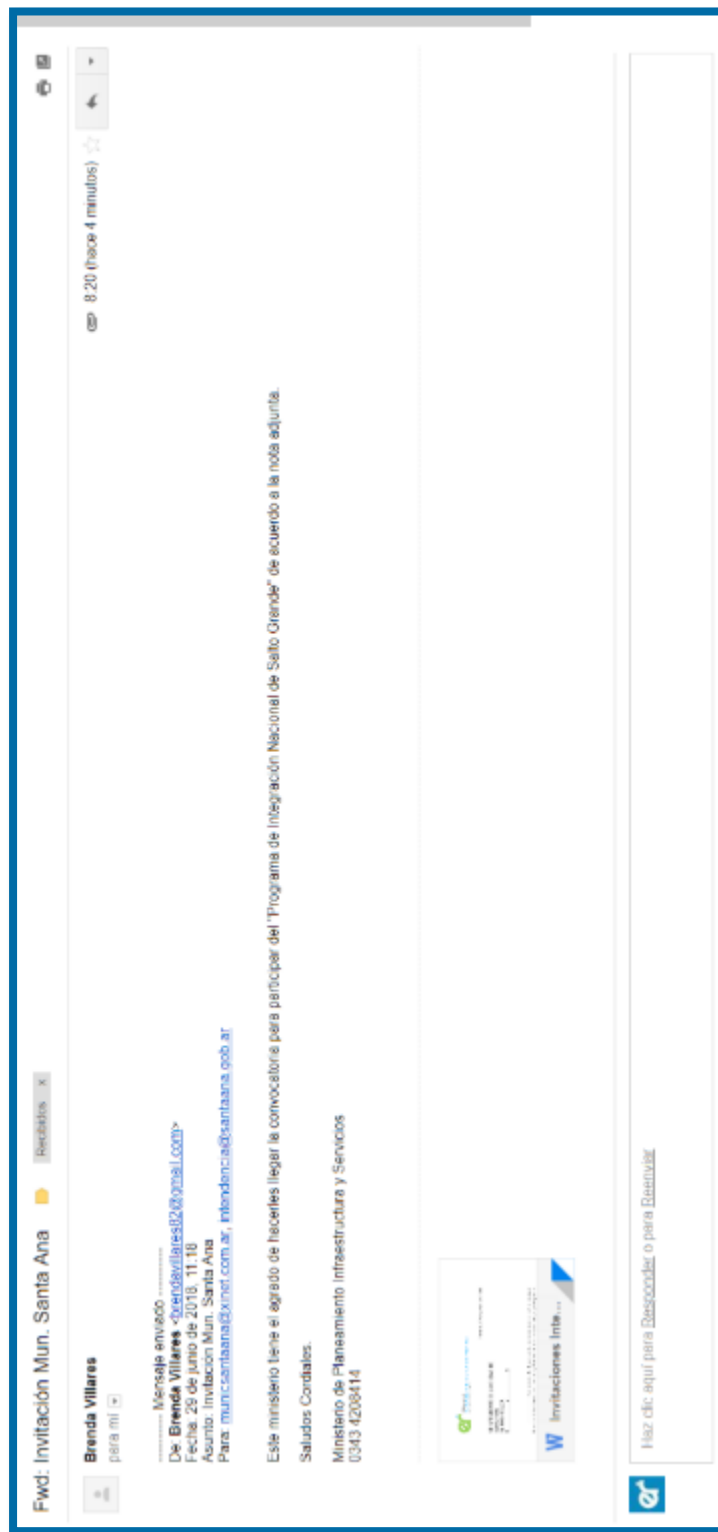 Fwd: Invitación Mun. Santa Ana
Recibidos x
Brenda Villares
8:20 (hace 4 minutos)
para mí
---------- Mensaje enviado ----------
De: Brenda Villares <brendavillares82@gmail.com>
Fecha: 29 de junio de 2018, 11:18
Asunto: Invitación Mun. Santa Ana
Para: municsantaana@xinet.com.ar, intendencia@santaana.gob.ar
Este ministerio tiene el agrado de hacerles llegar la convocatoria para participar del "Programa de Integración Nacional de Salto Grande" de acuerdo a la nota adjunta.
Saludos Cordiales.
Ministerio de Planeamiento Infraestructura y Servicios
0343 4208414
er
W Invitaciones Inte...
er
Haz clic aquí para Responder o para Reenviar